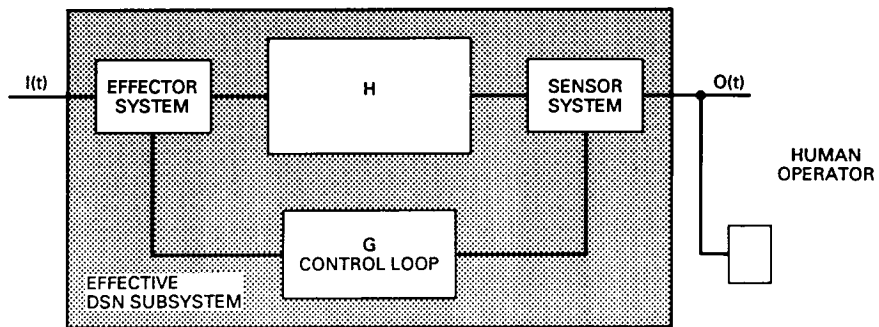 I(t)
EFFECTOR
SYSTEM
H
SENSOR
SYSTEM
O(t)
HUMAN
OPERATOR
G
CONTROL LOOP
EFFECTIVE
DSN SUBSYSTEM